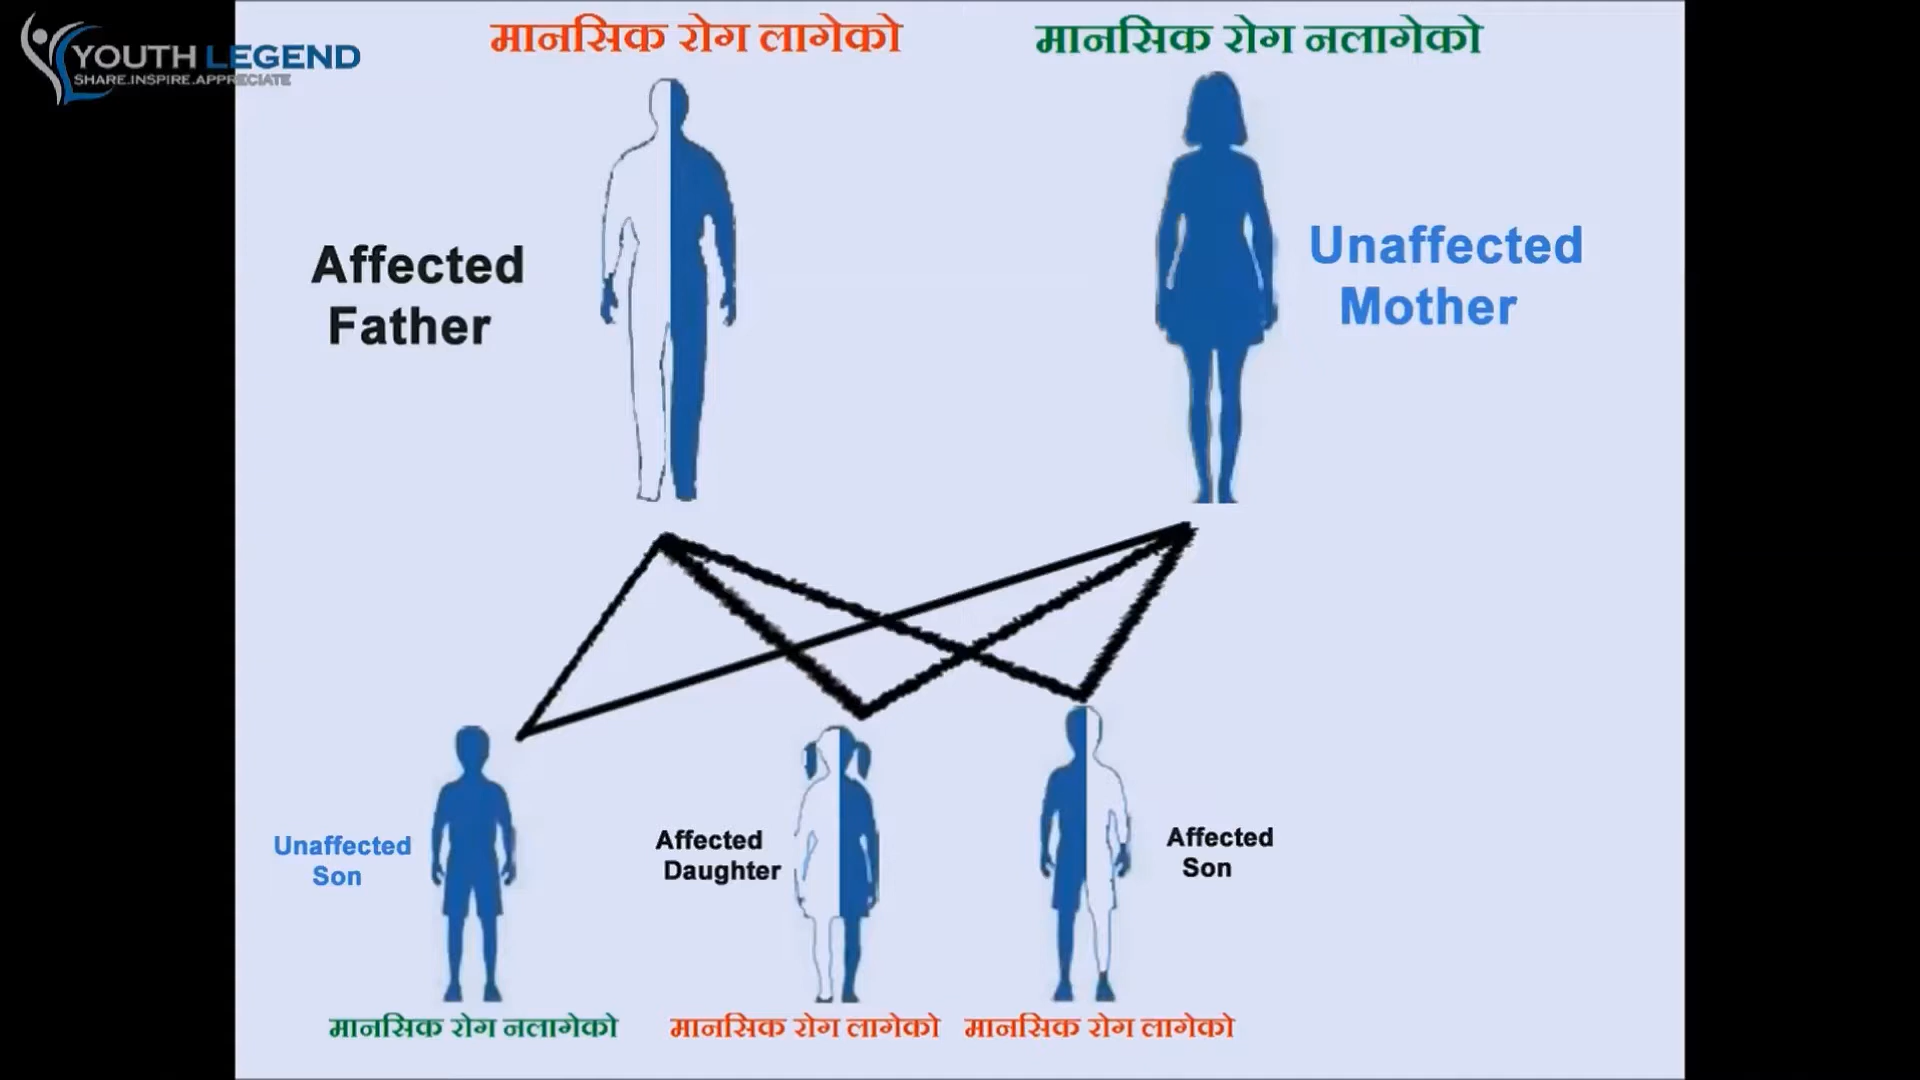 YOUTH LEGEND
SHARE.INSPIRE.APPRECIATE
मानसिक रोग लागेको
मानसिक रोग नलागेको
Affected
Father
Unaffected
Mother
Unaffected
Son
Affected
Daughter
Affected
Son
मानसिक रोग नलागेको
मानसिक रोग लागेको
मानसिक रोग लागेको